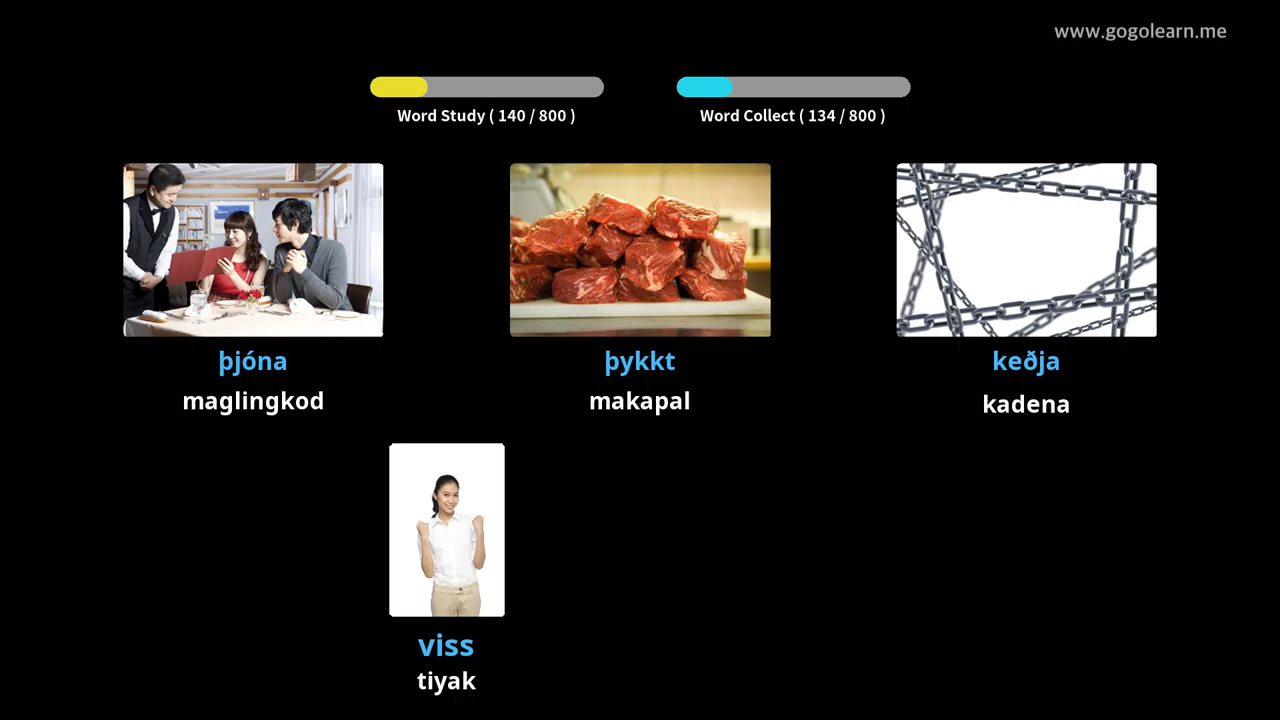 www.gogolearn.me
Word Study ( 140 / 800 )
Word Collect ( 134 / 800 )
þjóna
maglingkod
þykkt
makapal
keðja
kadena
viss
tiyak